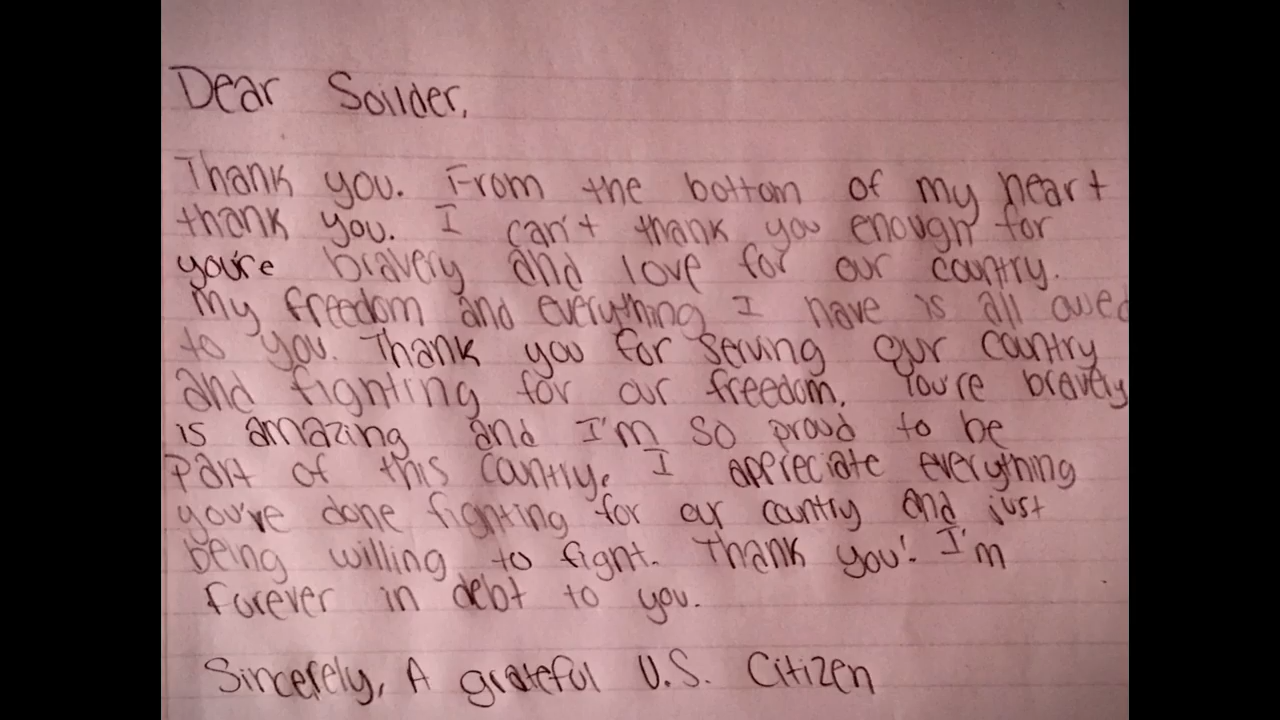 Dear Soilder,
Thank you. From the bottom of my heart
thank you. I can't thank you enough for
you're bravery and love for our country.
My freedom and everything I have is all owed
to you. Thank you for serving our country
and fighting for our freedom. You're bravery
is amazing and I'm so proud to be
part of this country. I appreciate everything
you've done fighting for our country and just
being willing to fight. Thank you! I'm
forever in debt to you.
Sincerely, A grateful U.S. Citizen